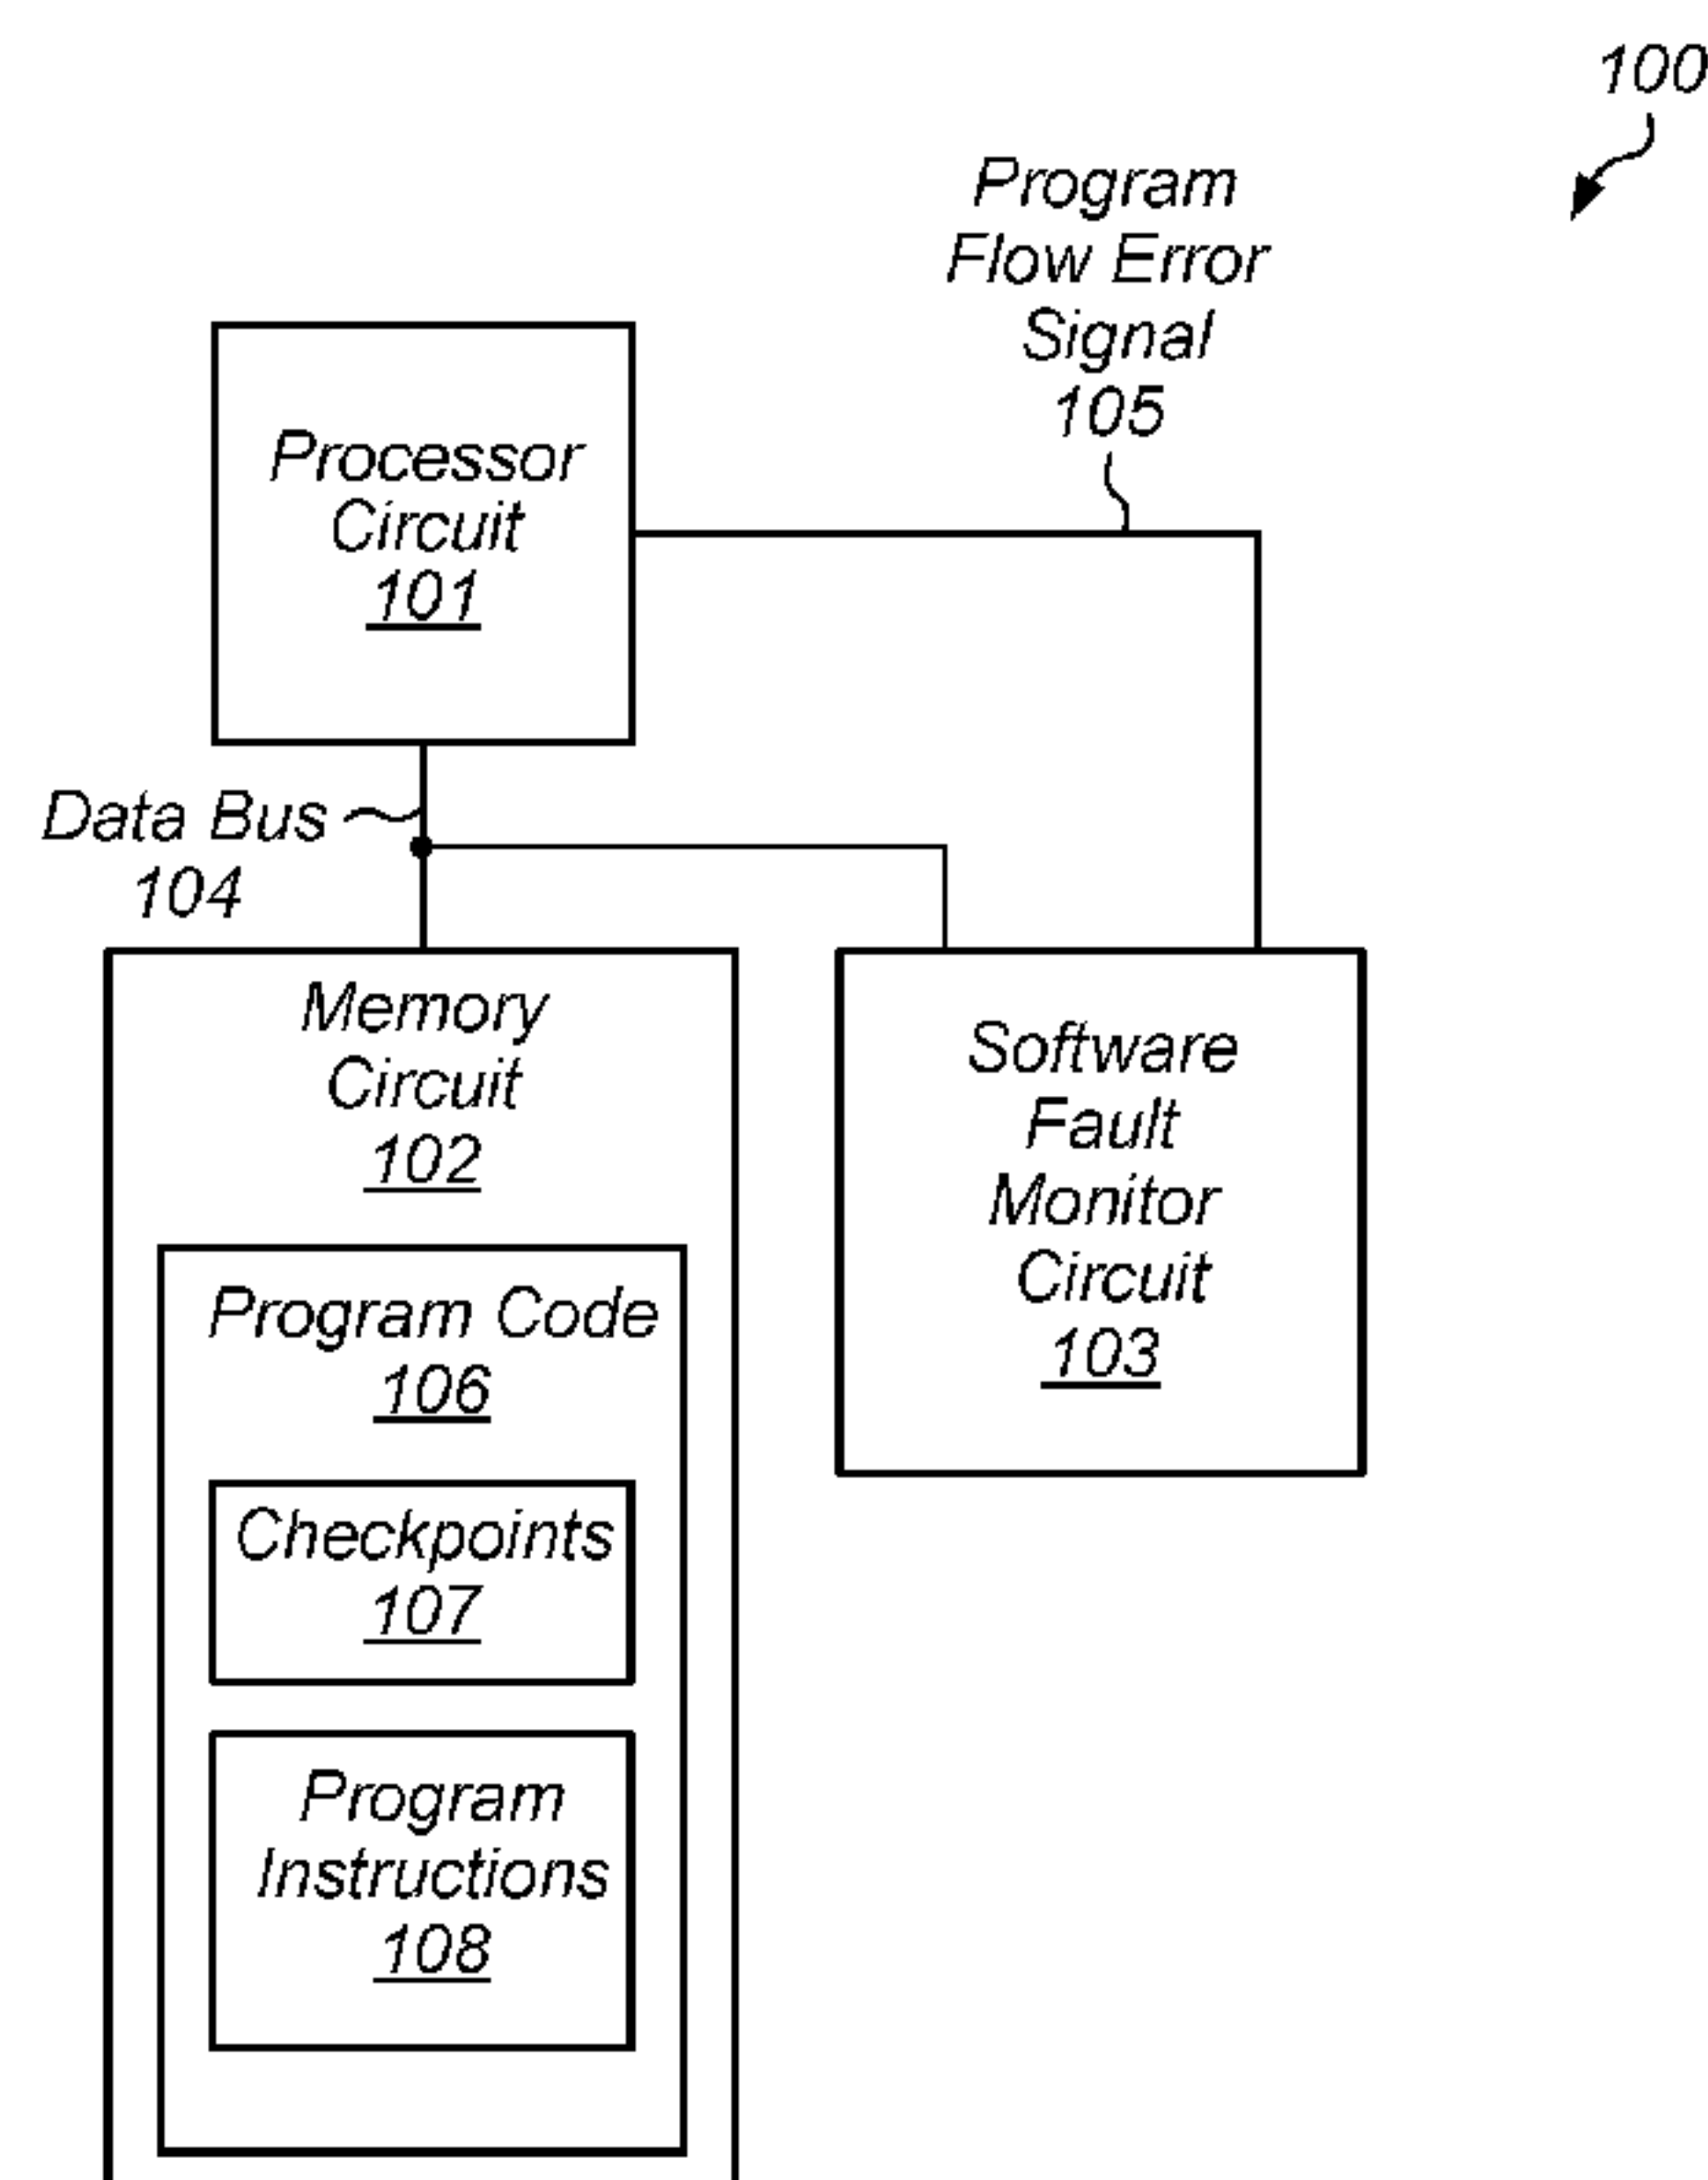 100
Program
Flow Error
Signal
105
Processor
Circuit
101
Data Bus
104
Memory
Circuit
102
Software
Fault
Monitor
Circuit
103
Program Code
106
Checkpoints
107
Program
Instructions
108